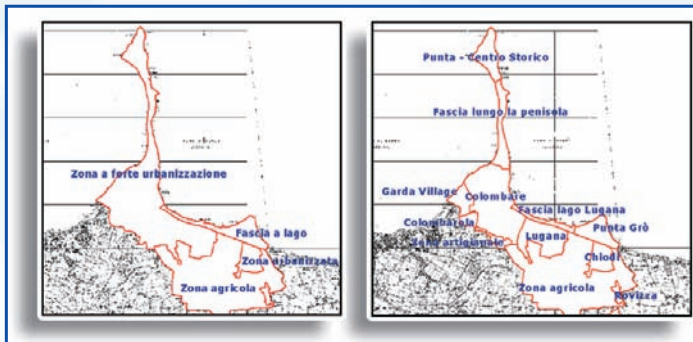 Zona a forte urbanizzazione
Fascia a lago
Zona urbanizzata
Zona agricola
Punta - Centro Storico
Fascia lungo la penisola
Garda Village
Colombare
Fascia lago Lugana
Colombarola
Punta Grò
Zona artigianale
Lugana
Chiodi
Zona agricola
Rovizza